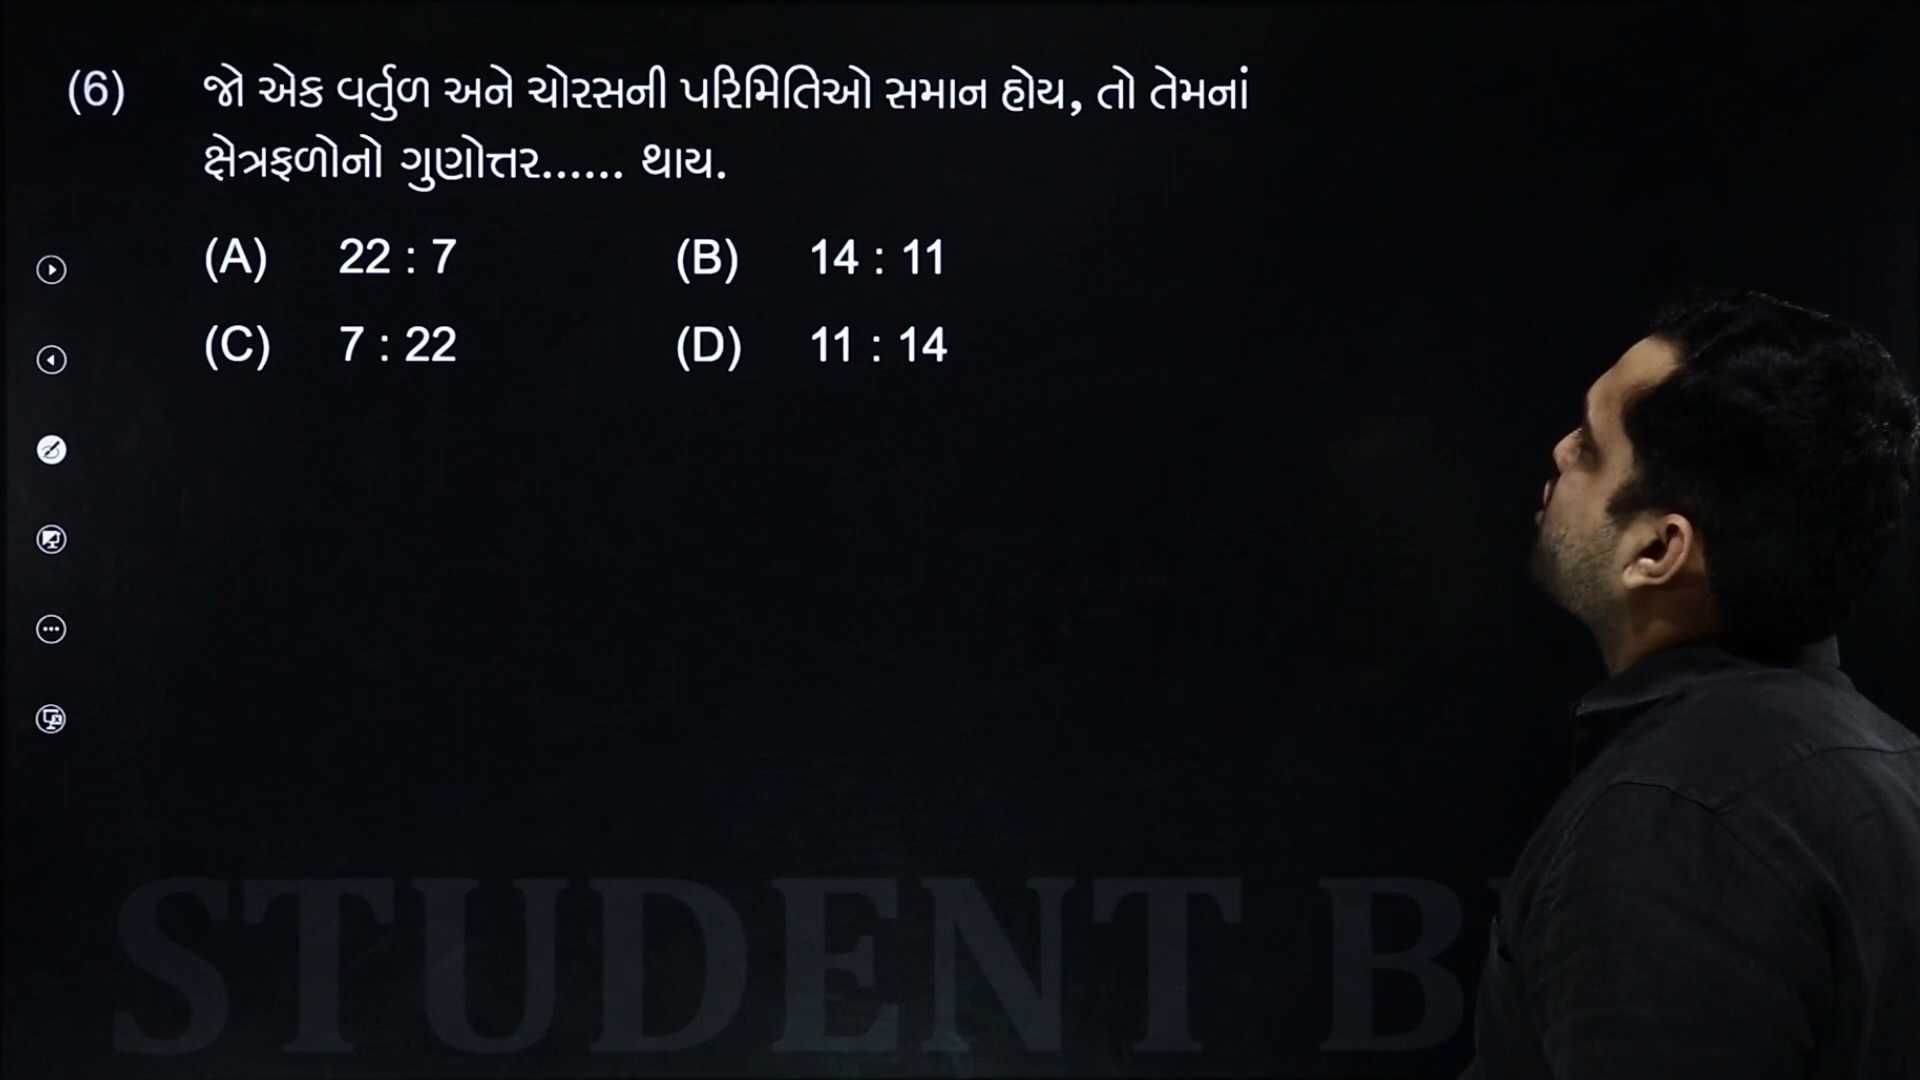 (6) જો એક વર્તુળ અને ચોરસની પરિમિતિઓ સમાન હોય, તો તેમનાં
ક્ષેત્રફળોનો ગુણોત્તર...... થાય.
(A) 22 : 7 (B) 14 : 11
(C) 7 : 22 (D) 11 : 14
STUDENT B